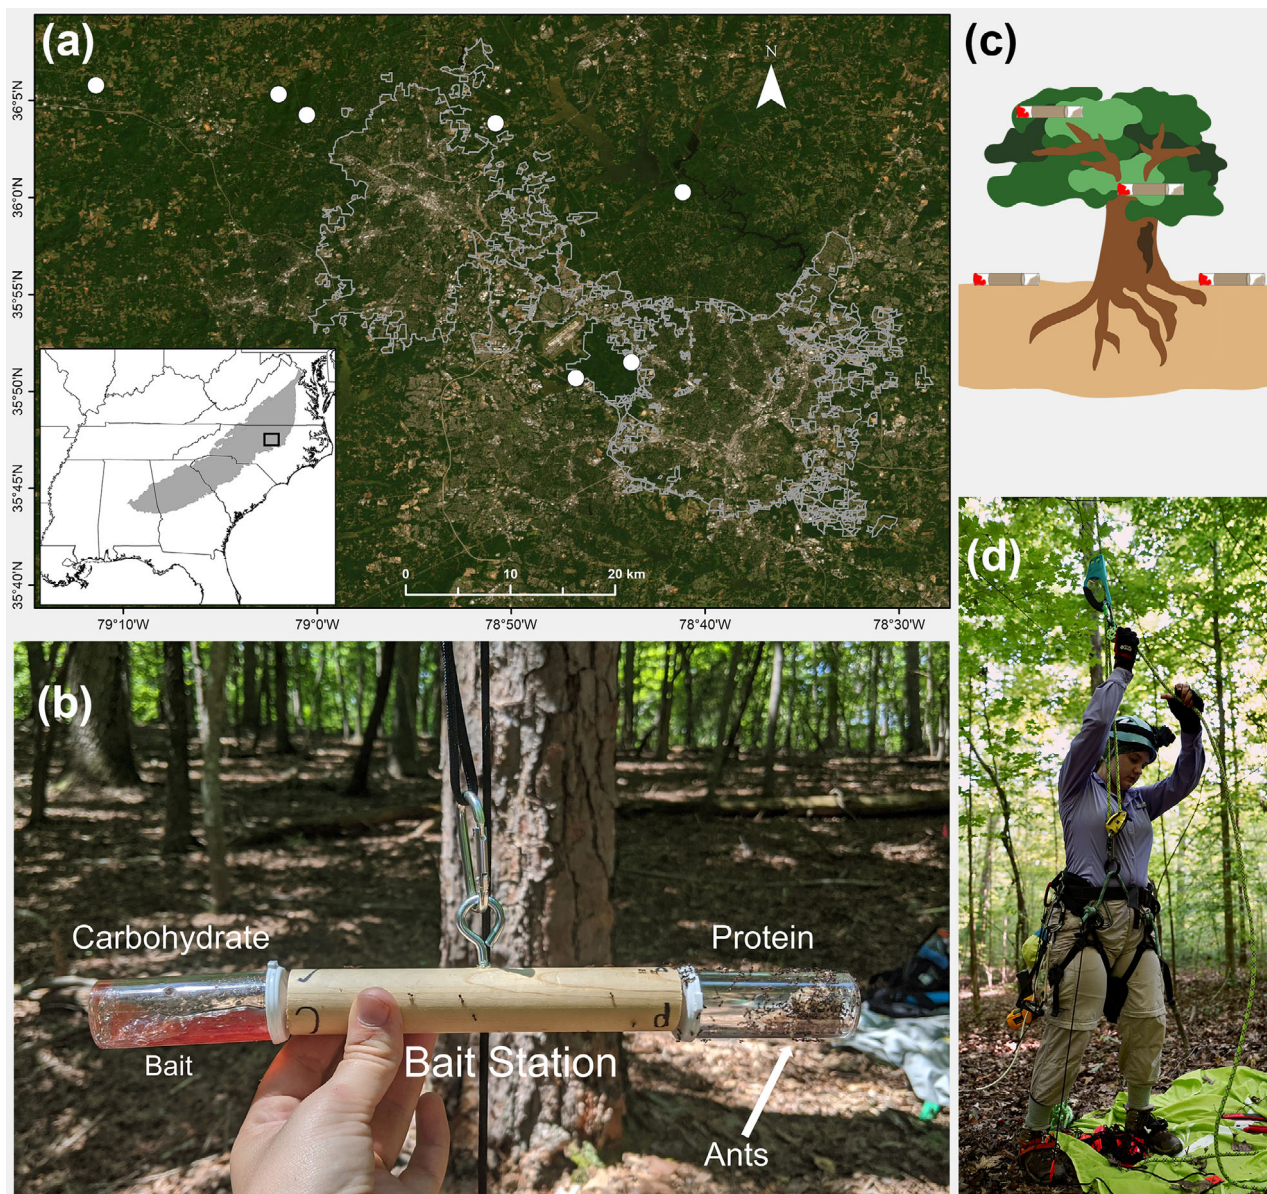 (a)
N
36°5'N
36°0'N
35°55'N
35°50'N
35°45'N
35°40'N
0 10 20 km
79°10'W 79°0'W 78°50'W 78°40'W 78°30'W
(b)
Carbohydrate
Protein
C
p
Bait
Bait Station
Ants
(c)
(d)